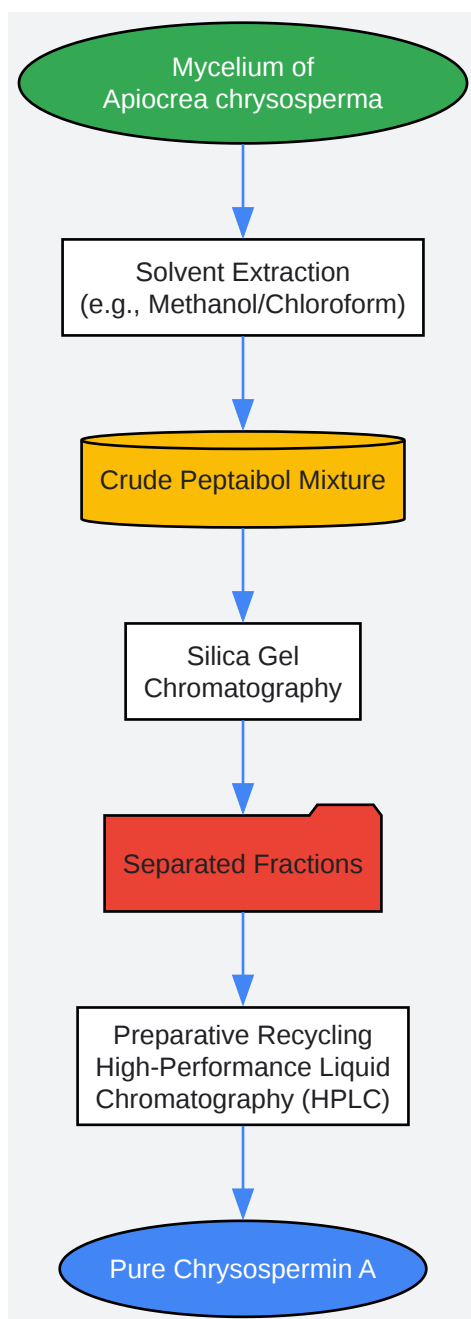 Mycelium of
Apiocrea chrysosperma
Solvent Extraction
(e.g., Methanol/Chloroform)
Crude Peptaibol Mixture
Silica Gel
Chromatography
Separated Fractions
Preparative Recycling
High-Performance Liquid
Chromatography (HPLC)
Pure Chrysospermin A